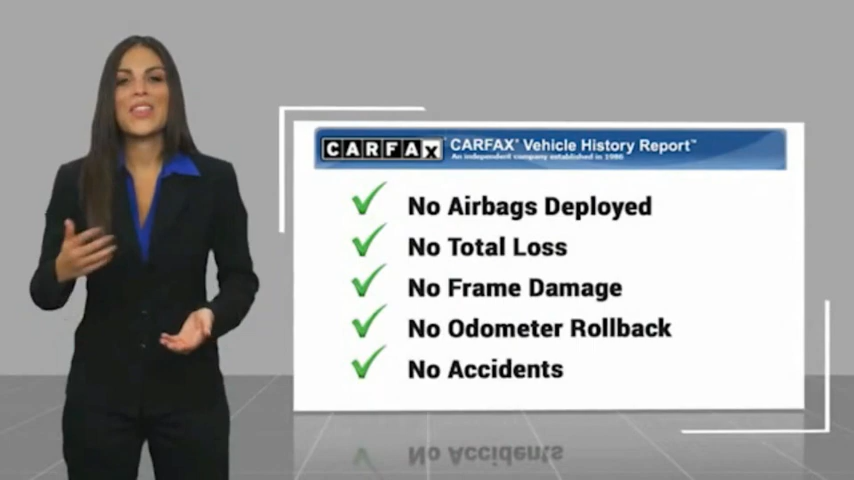 CARFAX CARFAX® Vehicle History Report™
An independent company established in 1986
No Airbags Deployed
No Total Loss
No Frame Damage
No Odometer Rollback
No Accidents
No Accidents